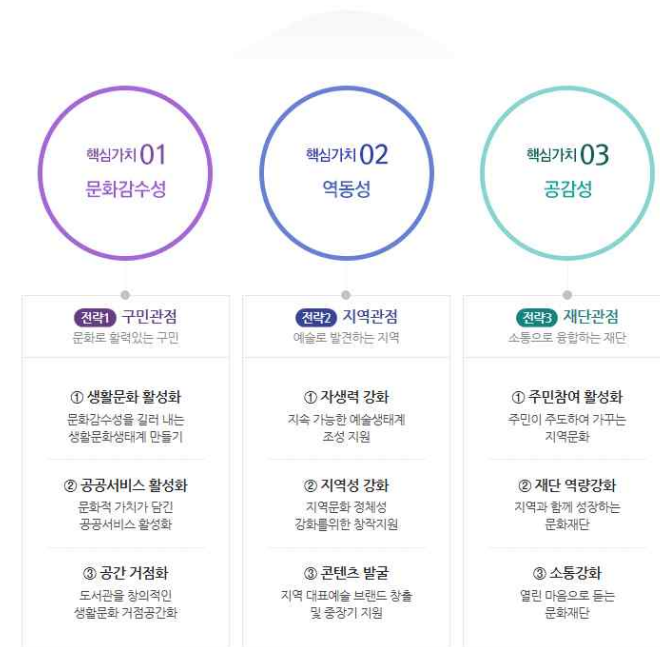 핵심가치 01
문화감수성
핵심가치 02
역동성
핵심가치 03
공감성
전략1 구민관점
문화로 활력있는 구민
① 생활문화 활성화
문화감수성을 길러 내는
생활문화생태계 만들기
② 공공서비스 활성화
문화적 가치가 담긴
공공서비스 활성화
③ 공간 거점화
도서관을 창의적인
생활문화 거점공간화
전략2 지역관점
예술로 발견하는 지역
① 자생력 강화
지속 가능한 예술생태계
조성 지원
② 지역성 강화
지역문화 정체성
강화를위한 창작지원
③ 콘텐츠 발굴
지역 대표예술 브랜드 창출
및 중장기 지원
전략3 재단관점
소통으로 융합하는 재단
① 주민참여 활성화
주민이 주도하여 가꾸는
지역문화
② 재단 역량강화
지역과 함께 성장하는
문화재단
③ 소통강화
열린 마음으로 듣는
문화재단